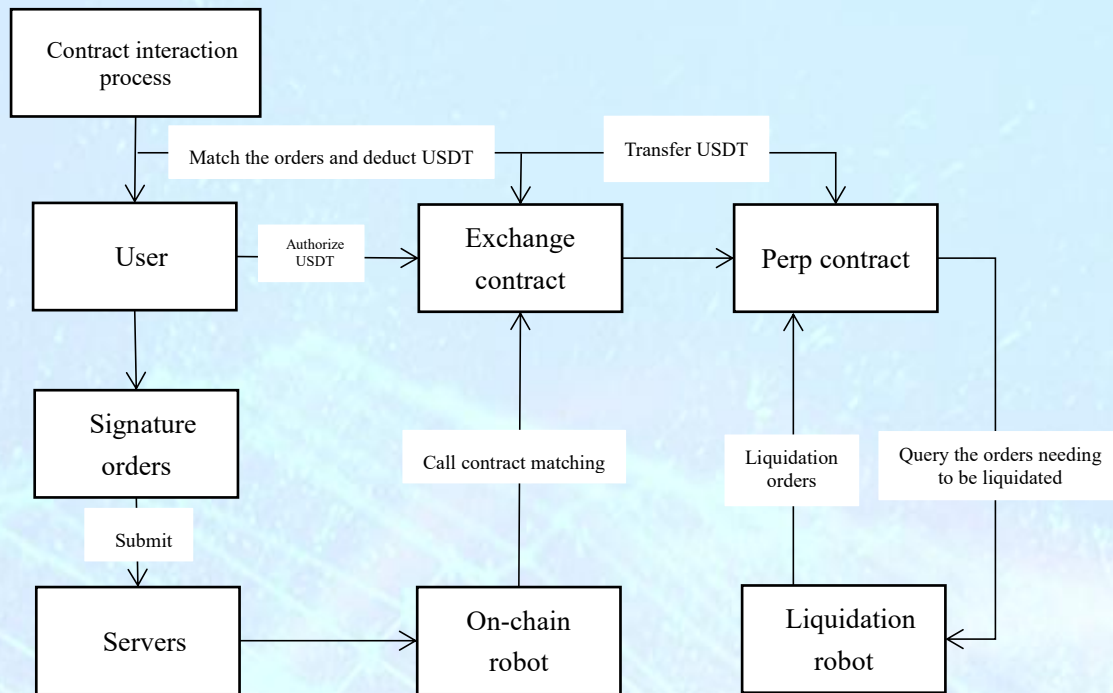 Contract interaction
process
Match the orders and deduct USDT
Transfer USDT
User
Authorize
USDT
Exchange
contract
Perp contract
Signature
orders
Call contract matching
Liquidation
orders
Query the orders needing
to be liquidated
Submit
Servers
On-chain
robot
Liquidation
robot